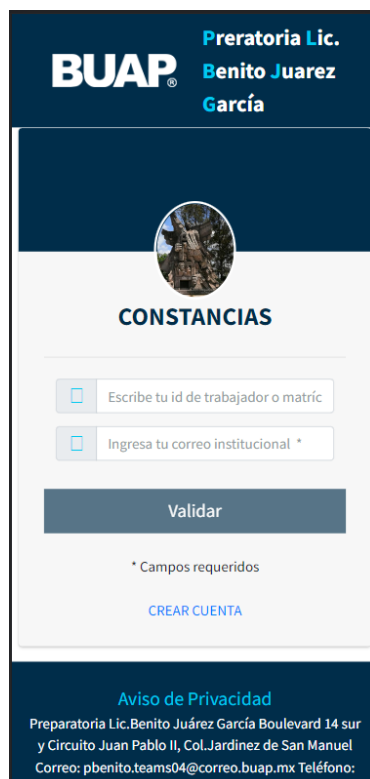 BUAP®
Preratoria Lic.
Benito Juarez
García
CONSTANCIAS
Escribe tu id de trabajador o matríc
Ingresa tu correo institucional *
Validar
* Campos requeridos
CREAR CUENTA
Aviso de Privacidad
Preparatoria Lic.Benito Juárez García Boulevard 14 sur
y Circuito Juan Pablo II, Col.Jardinez de San Manuel
Correo: pbenito.teams04@correo.buap.mx Teléfono: